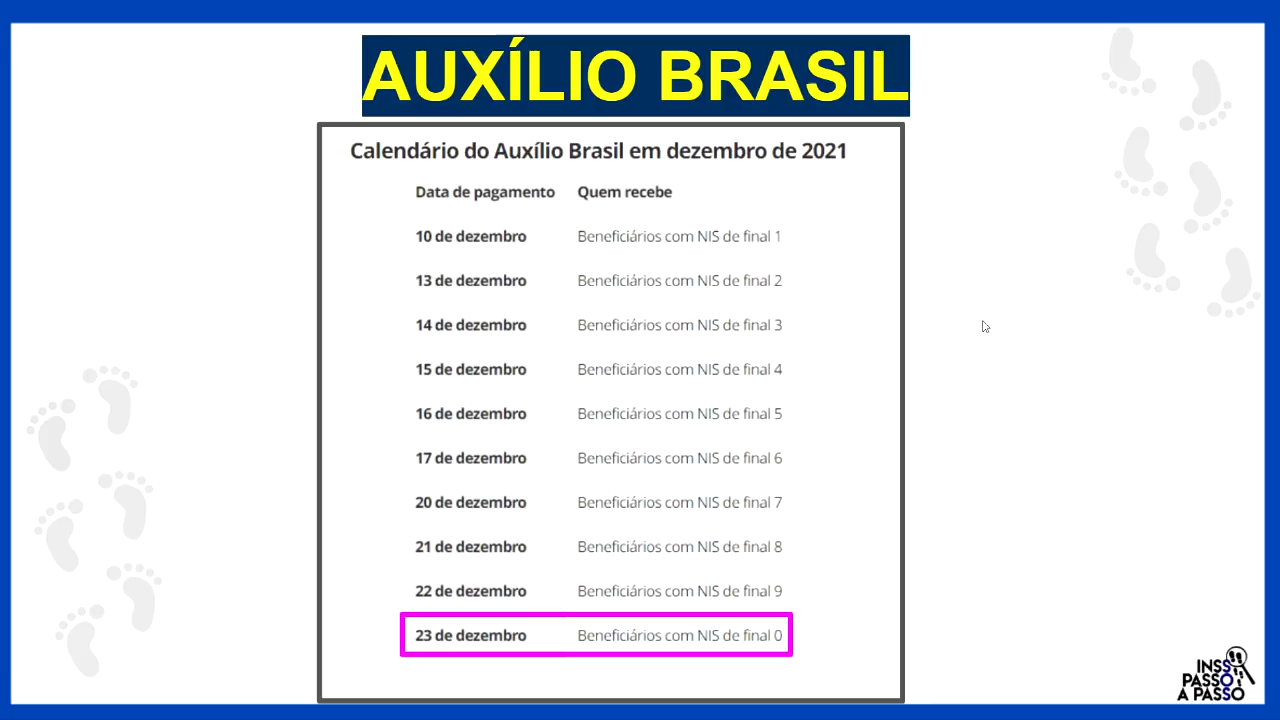 AUXÍLIO BRASIL
Calendário do Auxílio Brasil em dezembro de 2021
Data de pagamento Quem recebe
10 de dezembro Beneficiários com NIS de final 1
13 de dezembro Beneficiários com NIS de final 2
14 de dezembro Beneficiários com NIS de final 3
15 de dezembro Beneficiários com NIS de final 4
16 de dezembro Beneficiários com NIS de final 5
17 de dezembro Beneficiários com NIS de final 6
20 de dezembro Beneficiários com NIS de final 7
21 de dezembro Beneficiários com NIS de final 8
22 de dezembro Beneficiários com NIS de final 9
23 de dezembro Beneficiários com NIS de final 0
INSS
PASSO
A PASSO